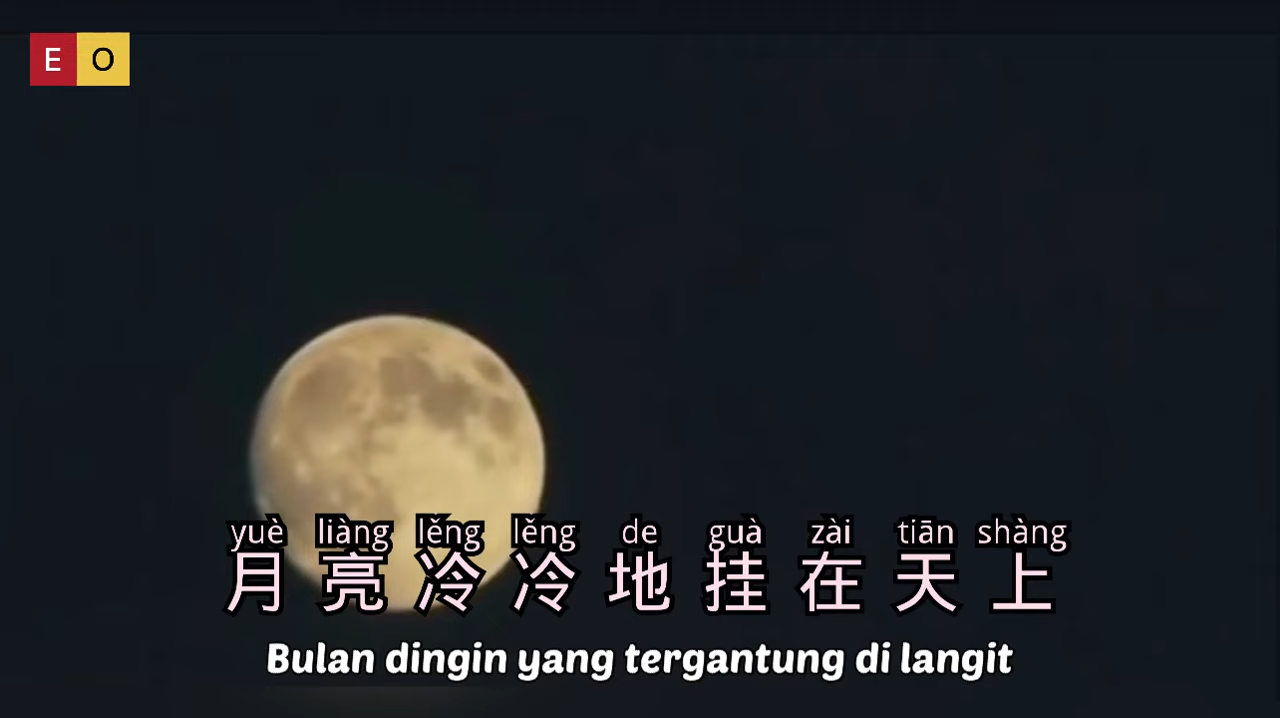 E O
yuè liàng lěng lěng de guà zài tiān shàng
月亮冷冷地挂在天上
Bulan dingin yang tergantung di langit